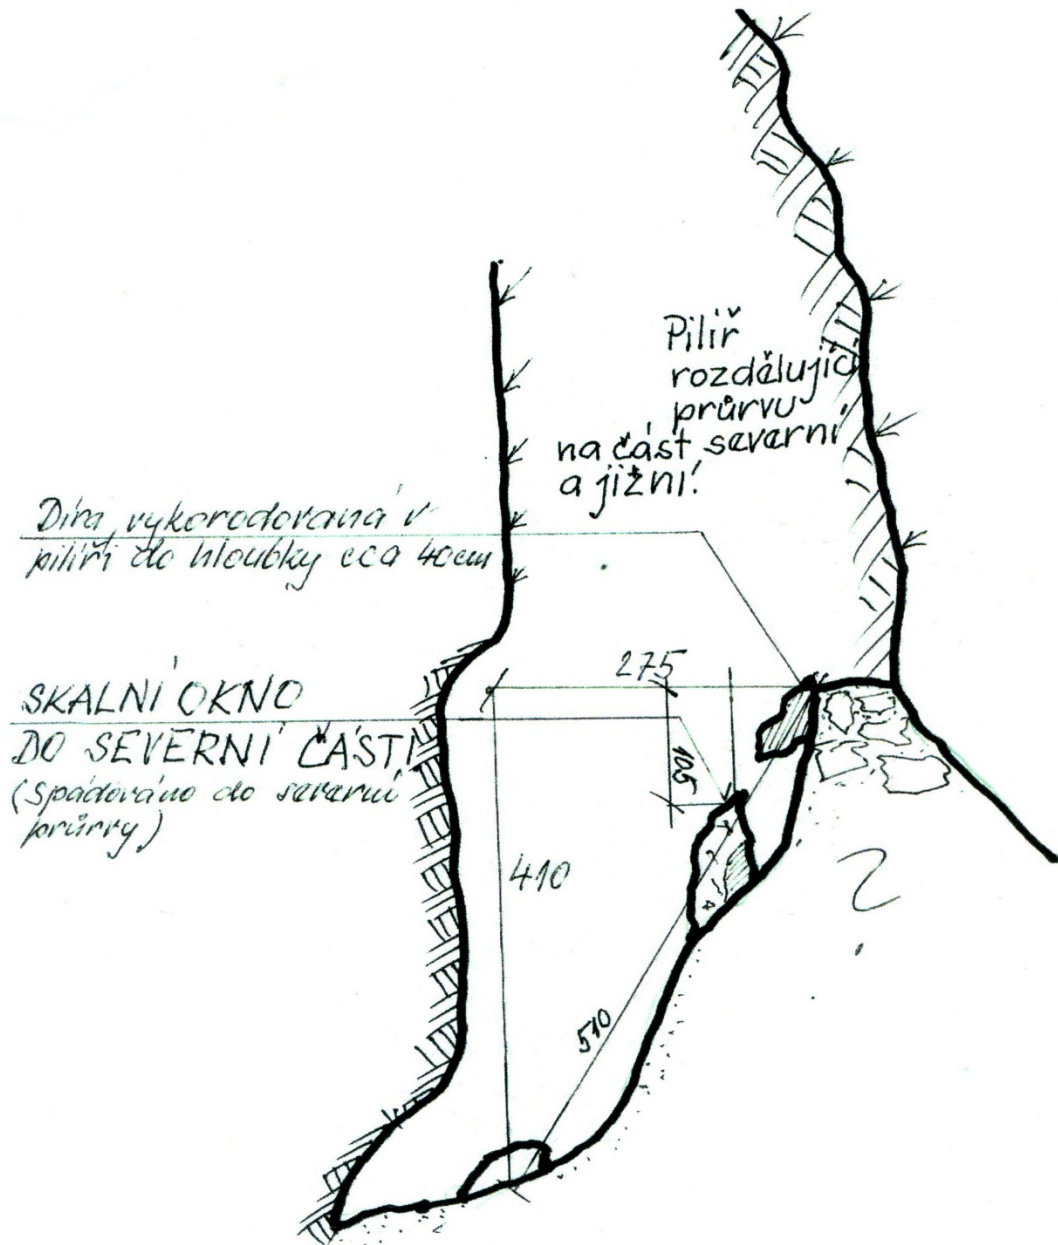 Pilíř
rozdělující
průrvu
na část severní
a jižní!
Díra vykorodovaná v
pilíři do hloubky cca 40cm
SKALNÍ OKNO
DO SEVERNÍ ČÁSTI
(Spádováno do severní
průrvy)
275
105
410
510